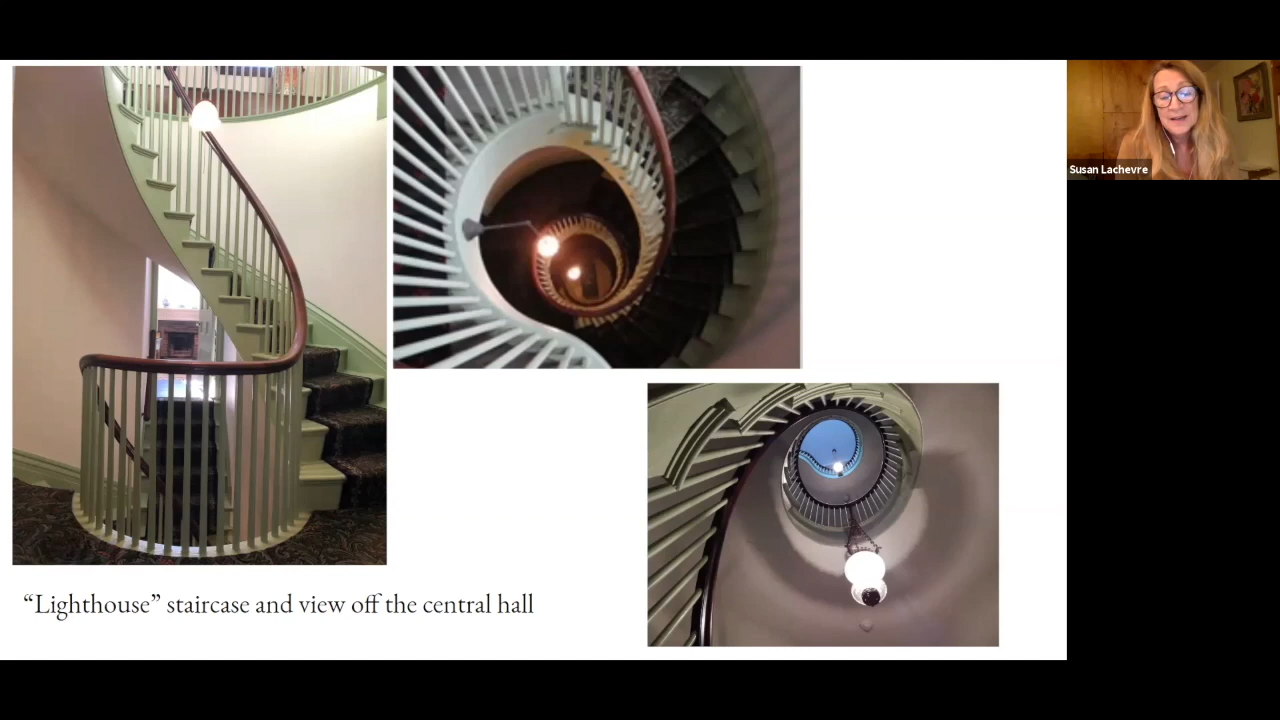 Susan Lachevre
“Lighthouse” staircase and view off the central hall